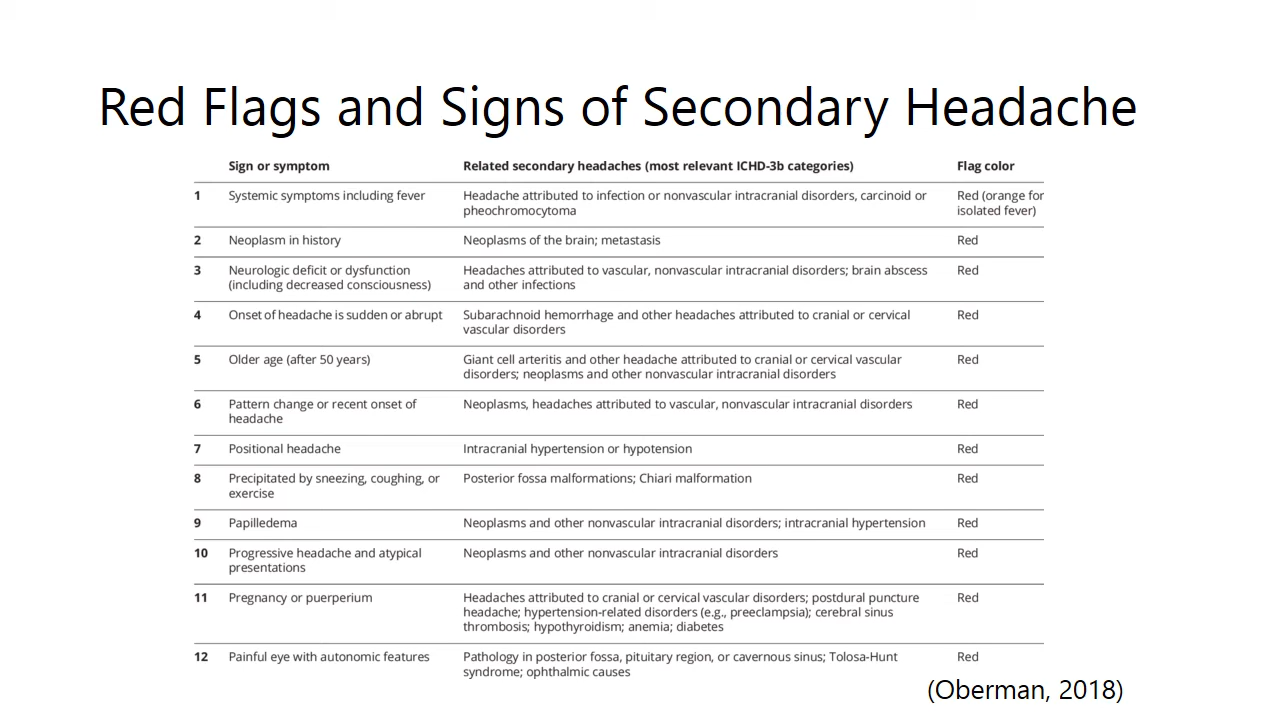 Red Flags and Signs of Secondary Headache
Sign or symptom Related secondary headaches (most relevant ICHD-3b categories) Flag color
1 Systemic symptoms including fever Headache attributed to infection or nonvascular intracranial disorders, carcinoid or Red (orange for
pheochromocytoma isolated fever)
2 Neoplasm in history Neoplasms of the brain; metastasis Red
3 Neurologic deficit or dysfunction Headaches attributed to vascular, nonvascular intracranial disorders; brain abscess Red
(including decreased consciousness) and other infections
4 Onset of headache is sudden or abrupt Subarachnoid hemorrhage and other headaches attributed to cranial or cervical Red
vascular disorders
5 Older age (after 50 years) Giant cell arteritis and other headache attributed to cranial or cervical vascular Red
disorders; neoplasms and other nonvascular intracranial disorders
6 Pattern change or recent onset of Neoplasms, headaches attributed to vascular, nonvascular intracranial disorders Red
headache
7 Positional headache Intracranial hypertension or hypotension Red
8 Precipitated by sneezing, coughing, or Posterior fossa malformations; Chiari malformation Red
exercise
9 Papilledema Neoplasms and other nonvascular intracranial disorders; intracranial hypertension Red
10 Progressive headache and atypical Neoplasms and other nonvascular intracranial disorders Red
presentations
11 Pregnancy or puerperium Headaches attributed to cranial or cervical vascular disorders; postdural puncture Red
headache; hypertension-related disorders (e.g., preeclampsia); cerebral sinus
thrombosis; hypothyroidism; anemia; diabetes
12 Painful eye with autonomic features Pathology in posterior fossa, pituitary region, or cavernous sinus; Tolosa-Hunt Red
syndrome; ophthalmic causes
(Oberman, 2018)